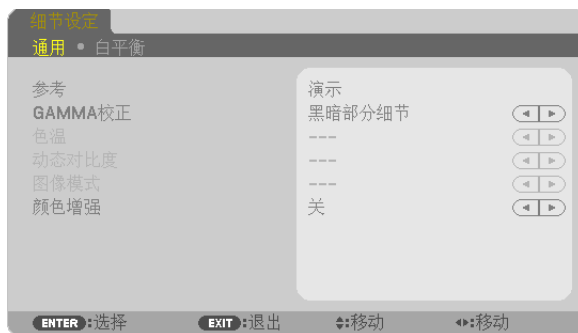 细节设定
通用 • 白平衡
参考 演示
GAMMA校正 黑暗部分细节
色温 ---
动态对比度 ---
图像模式 ---
颜色增强 关
ENTER:选择 EXIT:退出 :移动 :移动